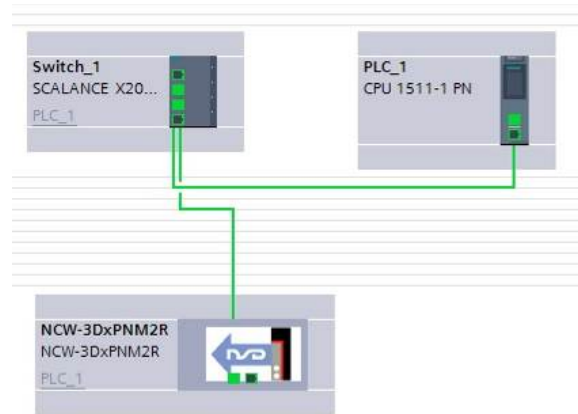 Switch_1
SCALANCE X20...
PLC_1
PLC_1
CPU 1511-1 PN
NCW-3DxPNM2R
NCW-3DxPNM2R
PLC_1